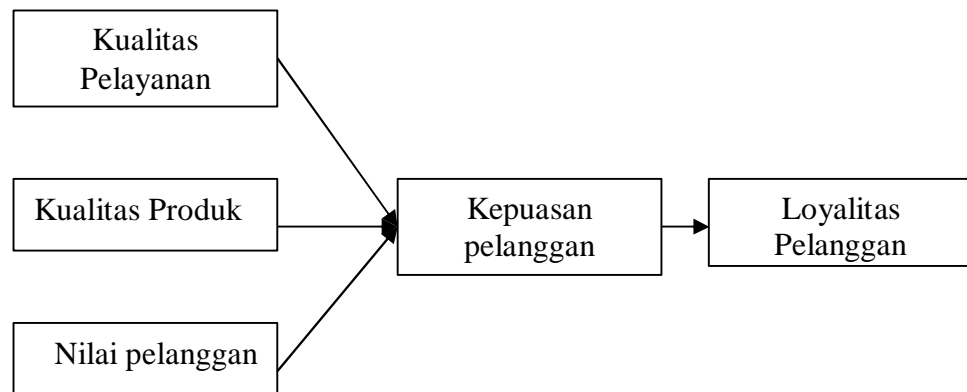 Kualitas
Pelayanan
Kualitas Produk
Nilai pelanggan
Kepuasan
pelanggan
Loyalitas
Pelanggan